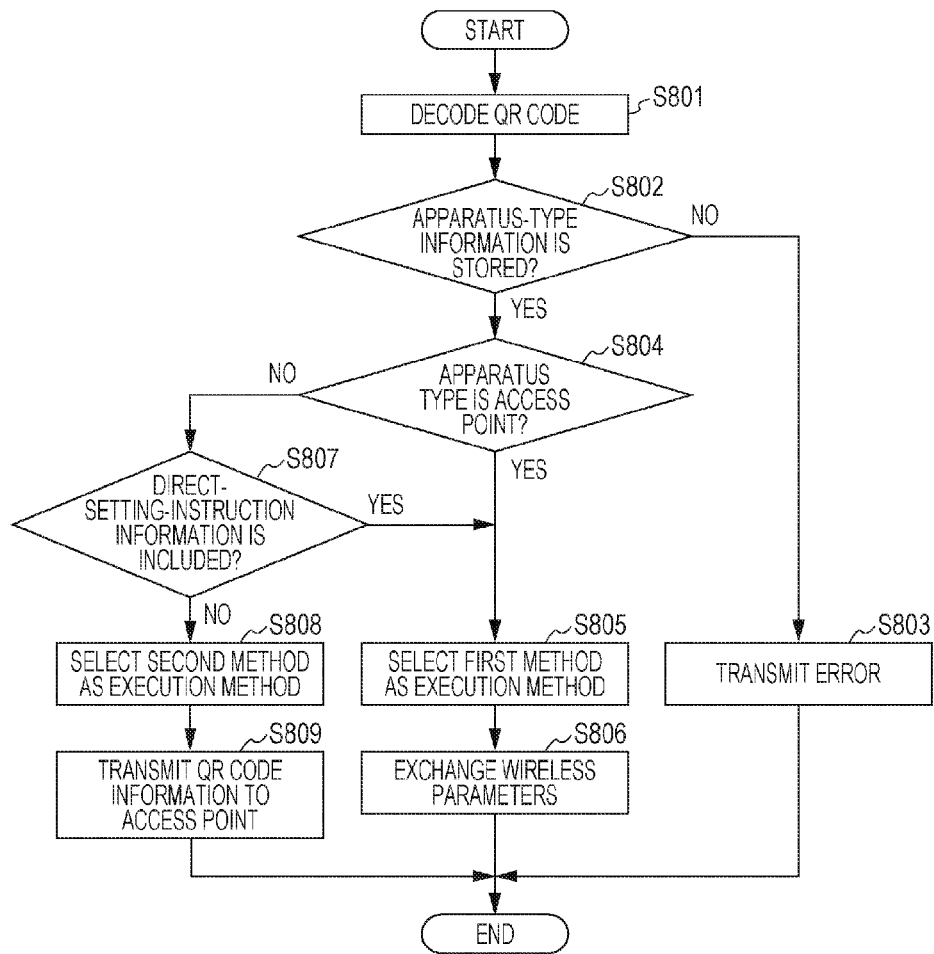 START
DECODE QR CODE
S801
APPARATUS-TYPE
INFORMATION IS
STORED?
S802
NO
YES
APPARATUS
TYPE IS ACCESS
POINT?
S804
NO
YES
DIRECT-
SETTING-INSTRUCTION
INFORMATION IS
INCLUDED?
S807
YES
NO
SELECT SECOND METHOD
AS EXECUTION METHOD
S808
SELECT FIRST METHOD
AS EXECUTION METHOD
S805
TRANSMIT ERROR
S803
TRANSMIT QR CODE
INFORMATION TO
ACCESS POINT
S809
EXCHANGE WIRELESS
PARAMETERS
S806
END